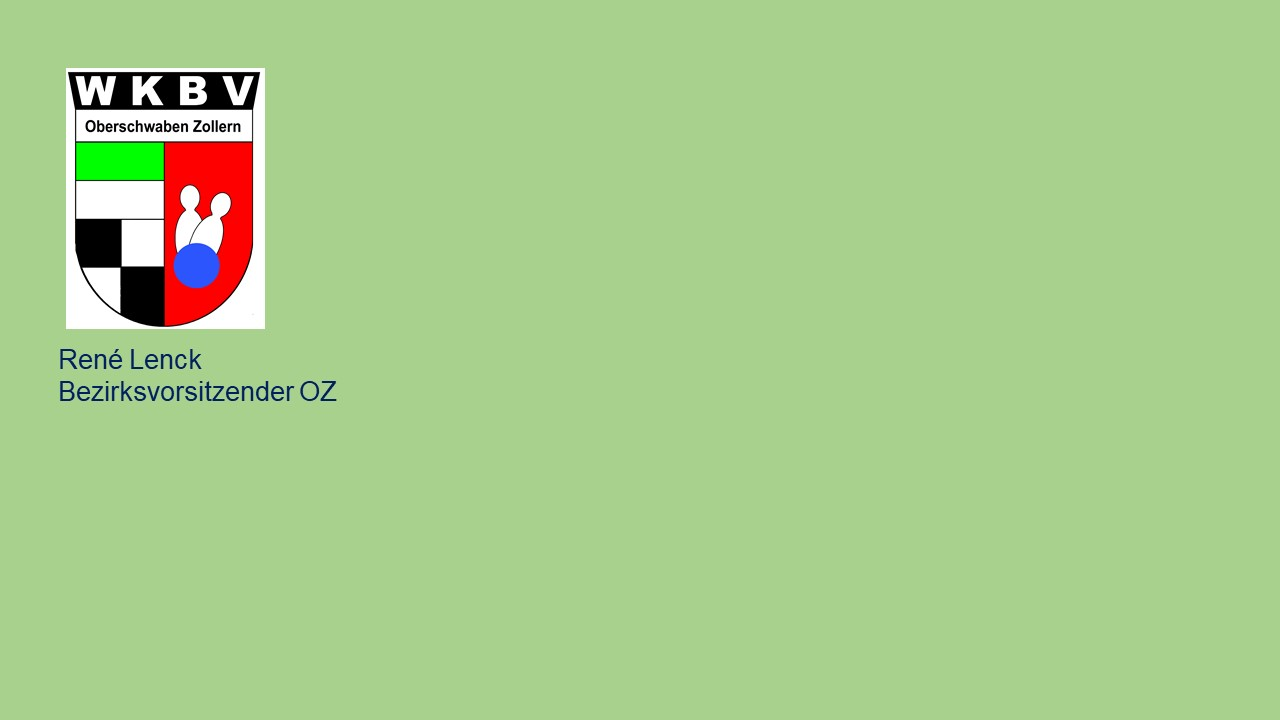 WKBV
Oberschwaben Zollern
René Lenck
Bezirksvorsitzender OZ